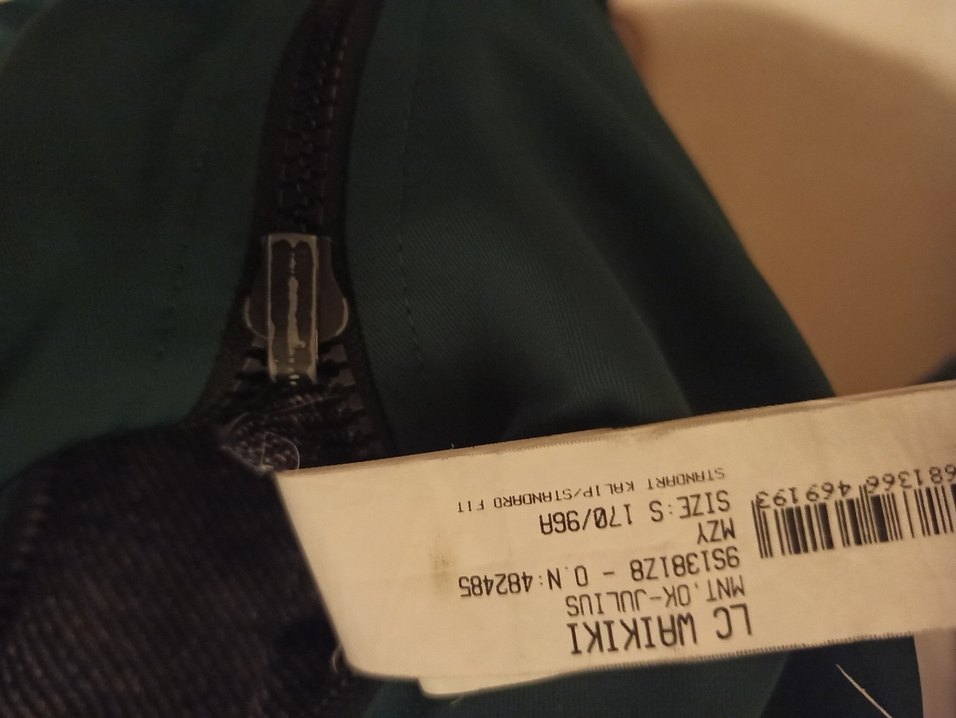 LC WAIKIKI
MNT.OK-JULIUS
9S1381Z8 - O.N:482485
MZY
SIZE:S 170/96A
STANDART KALIP/STANDARD FIT
681366 469193